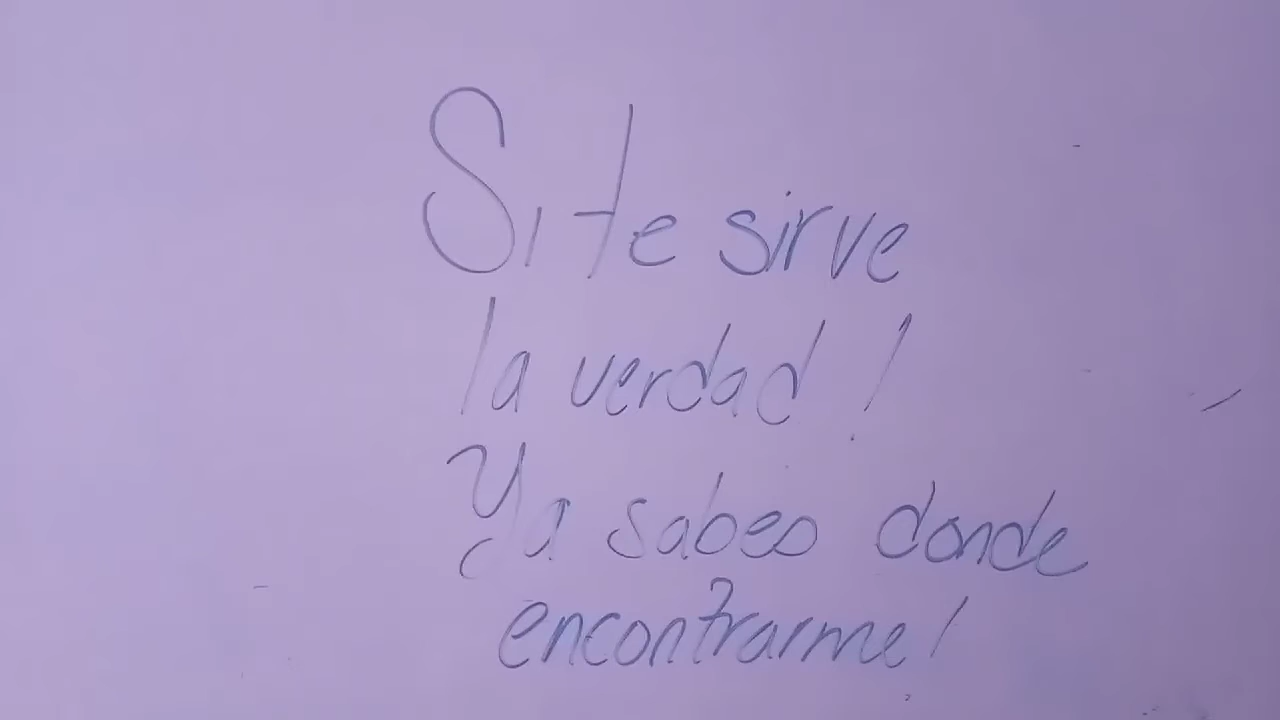 Si te sirve
la verdad!
Ya sabes donde
encontrarme!